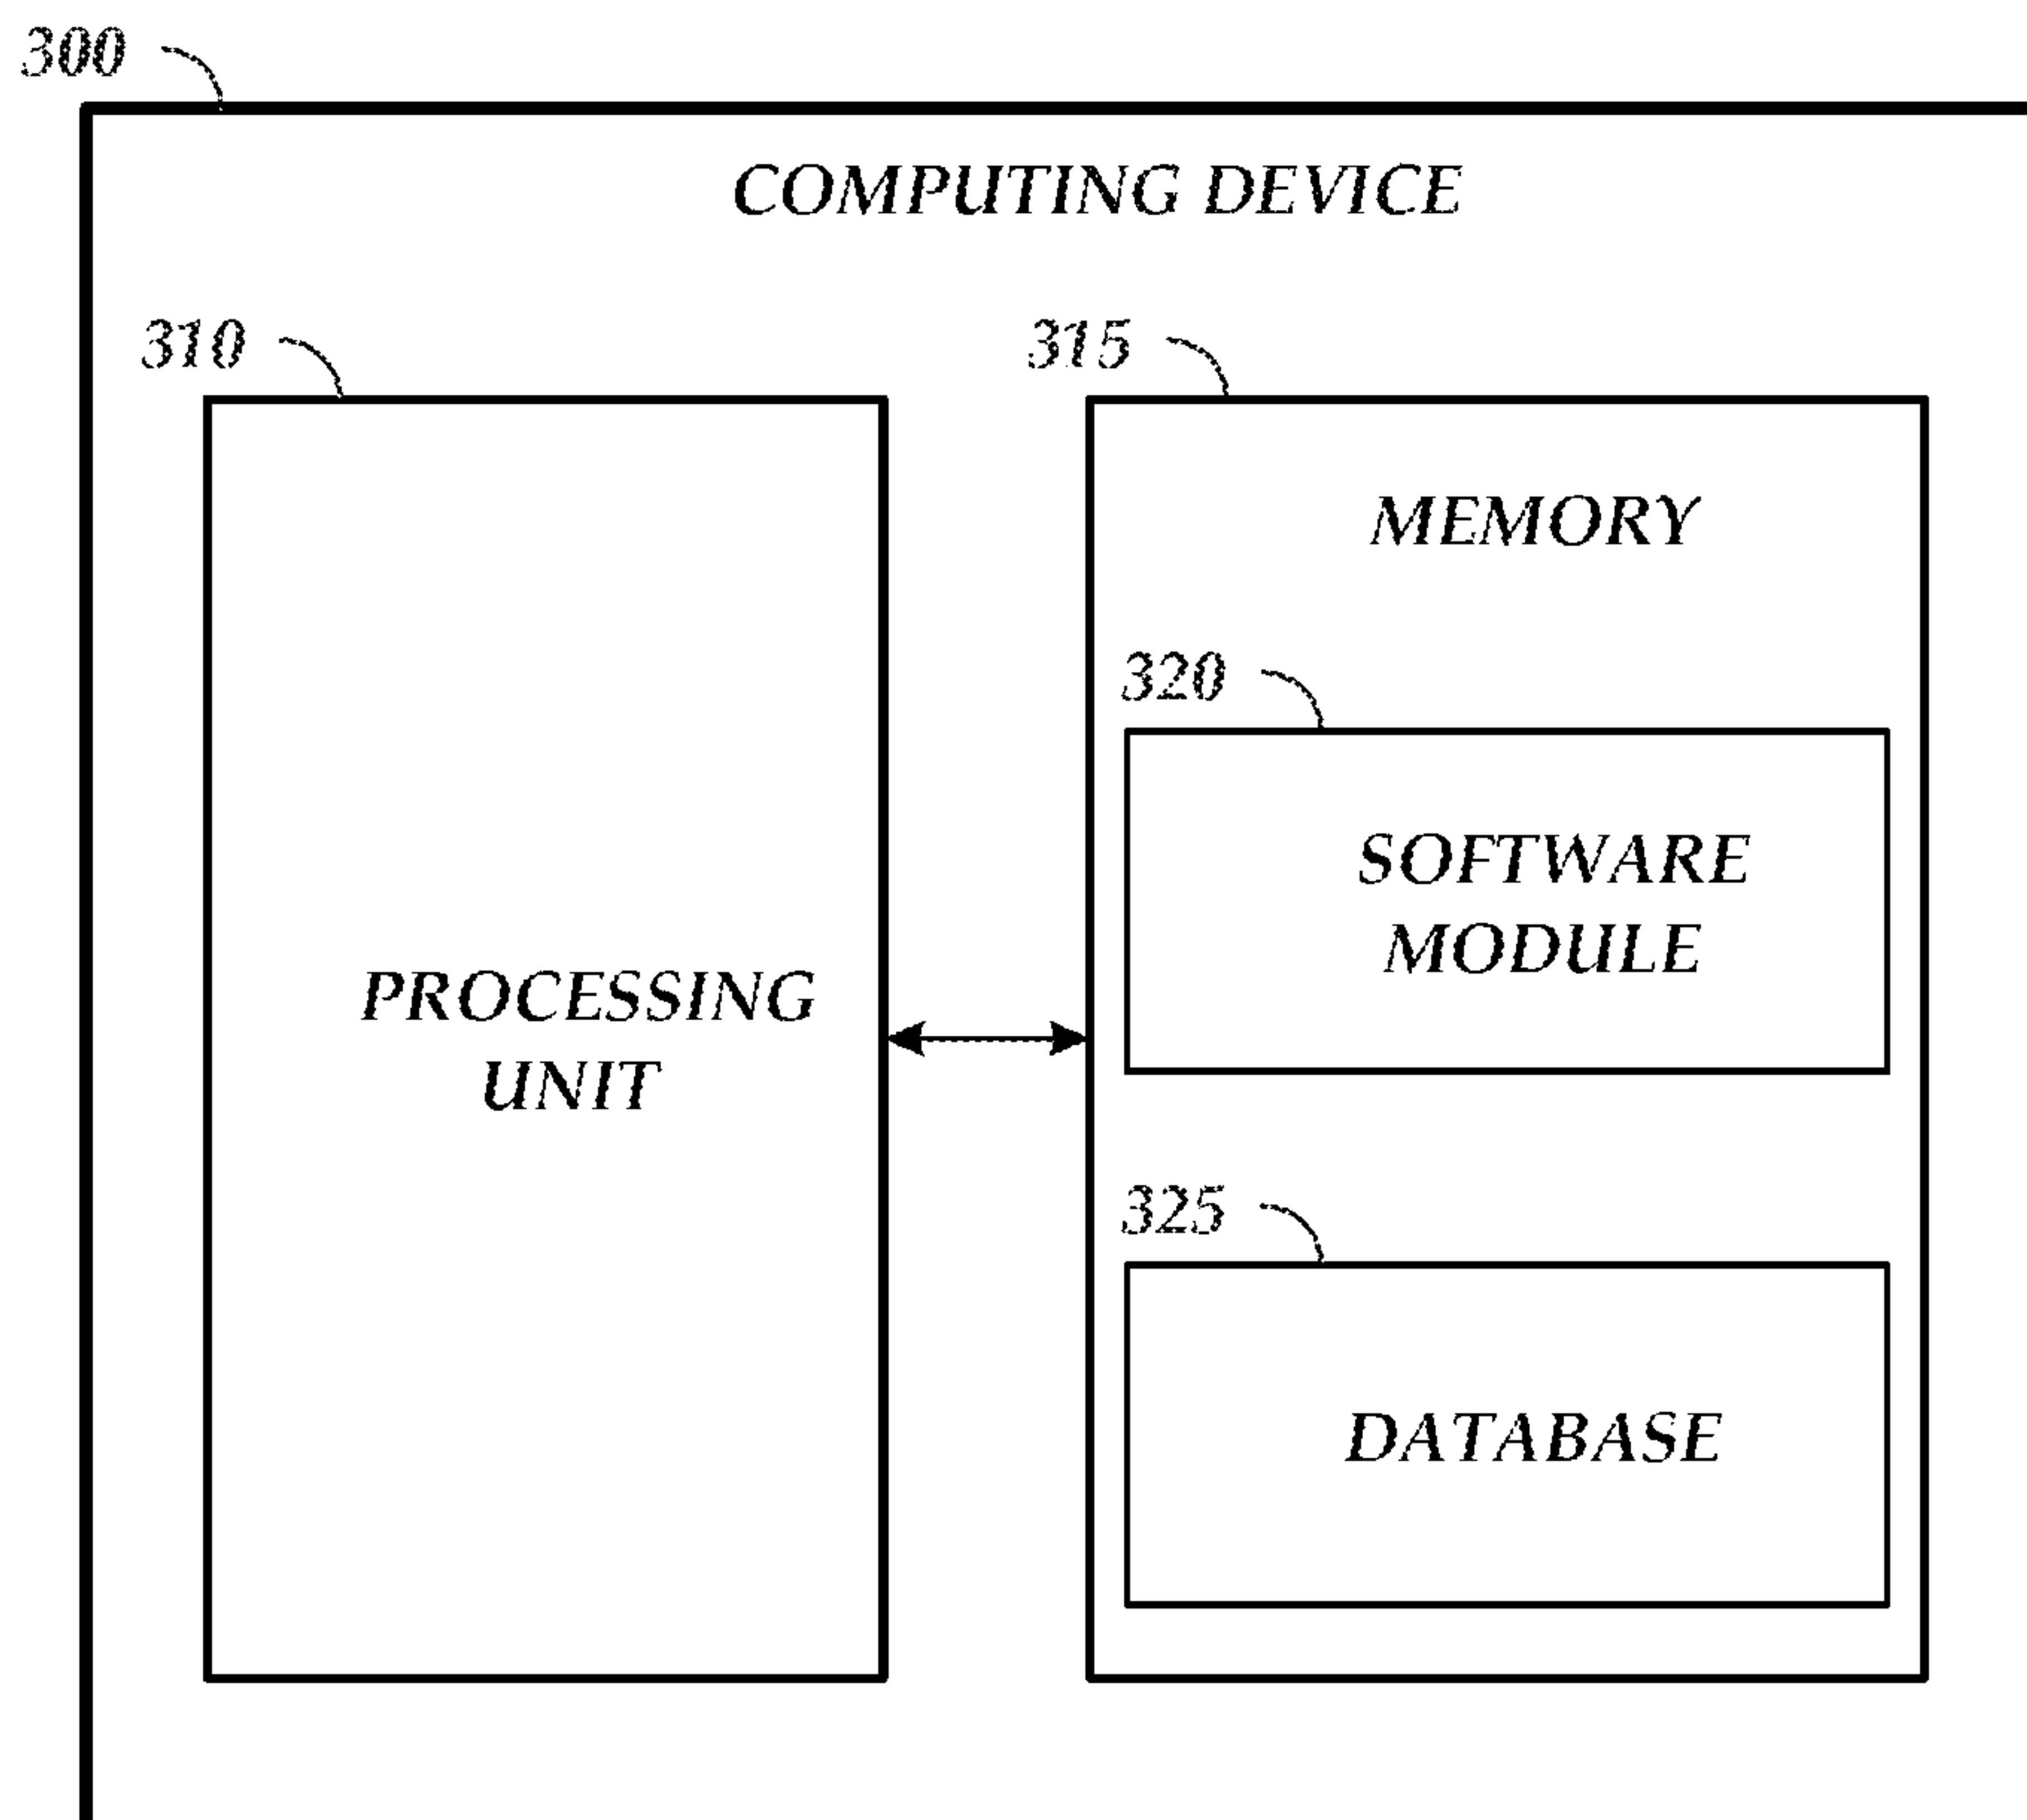 300
COMPUTING DEVICE
310
315
MEMORY
320
SOFTWARE
MODULE
PROCESSING
UNIT
325
DATABASE